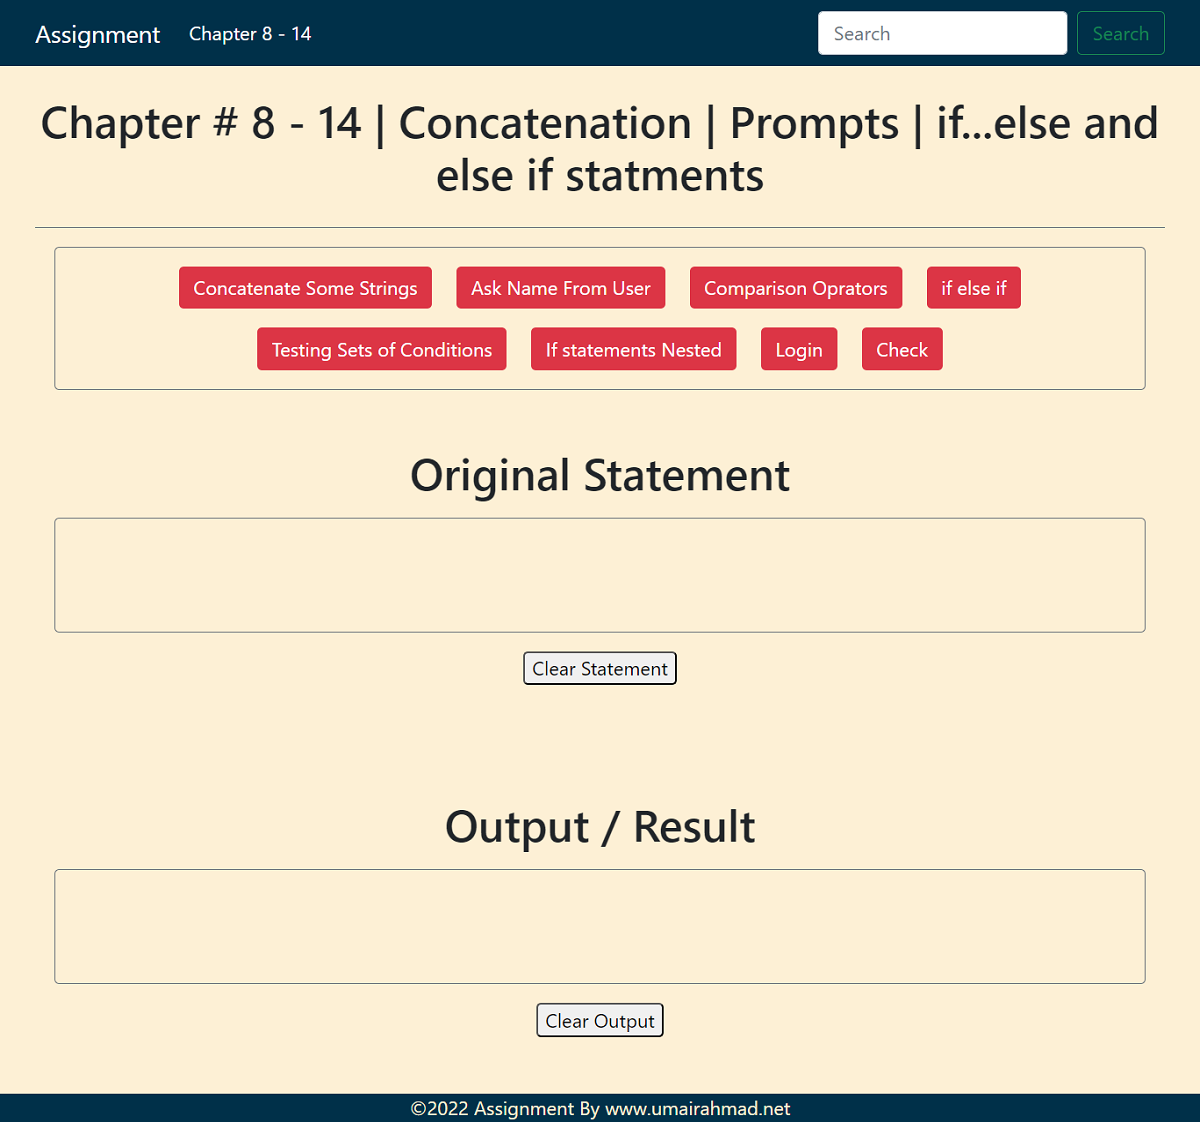 Assignment Chapter 8 - 14 Search Search
Chapter # 8 - 14 | Concatenation | Prompts | if...else and
else if statments
Concatenate Some Strings Ask Name From User Comparison Oprators if else if
Testing Sets of Conditions If statements Nested Login Check
Original Statement
Clear Statement
Output / Result
Clear Output
©2022 Assignment By www.umairahmad.net